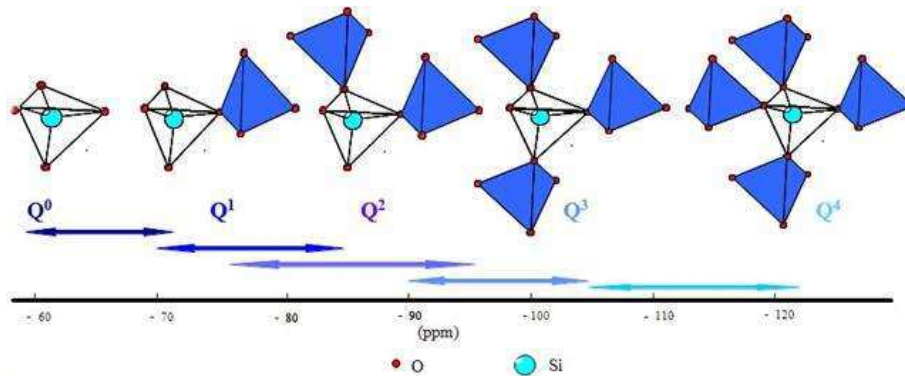 Q⁰ Q¹ Q² Q³ Q⁴
- 60 - 70 - 80 - 90 - 100 - 110 - 120
(ppm)
O Si